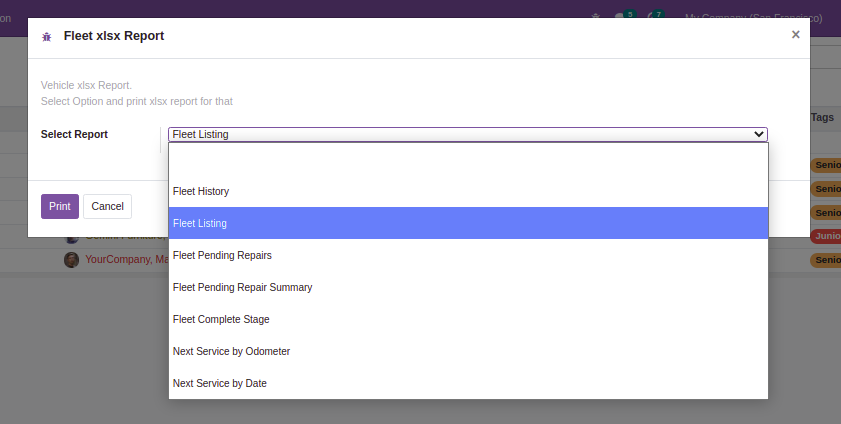 on
5
7
My Company (San Francisco)
Fleet xlsx Report
×
Vehicle xlsx Report.
Select Option and print xlsx report for that
Tags
Select Report
Fleet Listing
Senio
Fleet History
Senio
Print
Cancel
Fleet Listing
Senio
Junio
Fleet Pending Repairs
YourCompany, Ma
Senio
Fleet Pending Repair Summary
Fleet Complete Stage
Next Service by Odometer
Next Service by Date